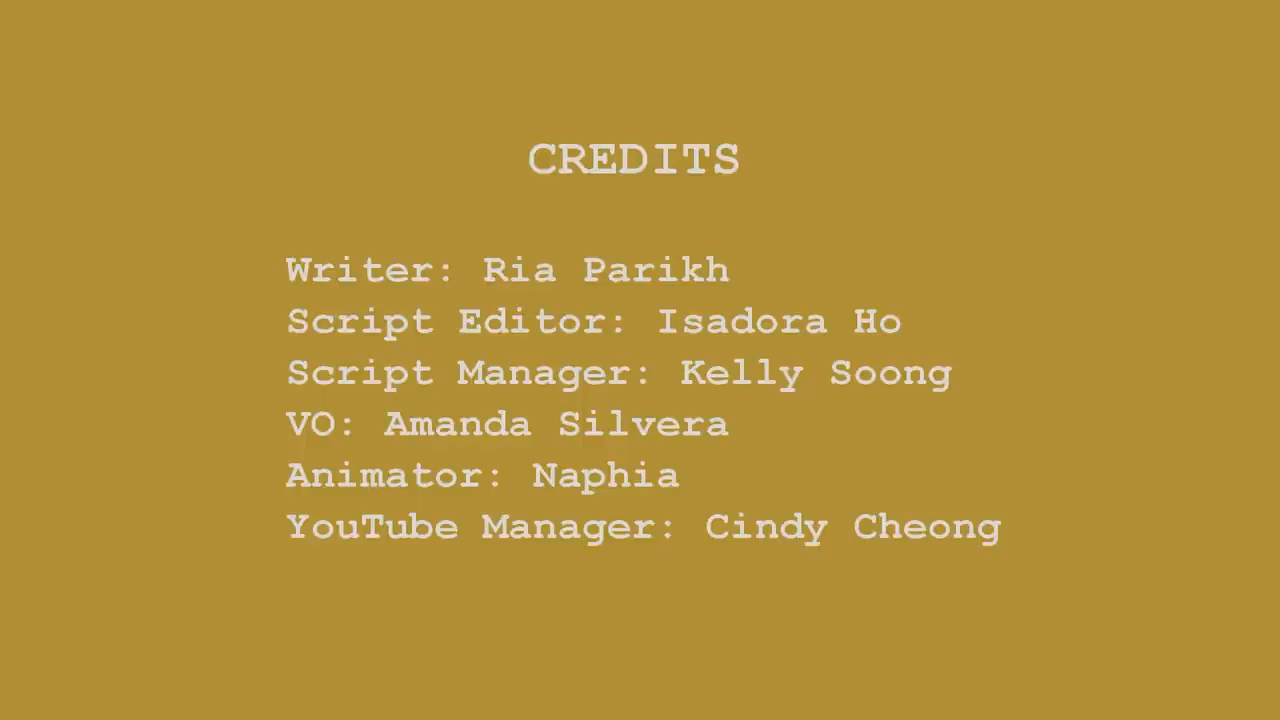 CREDITS
Writer: Ria Parikh
Script Editor: Isadora Ho
Script Manager: Kelly Soong
VO: Amanda Silvera
Animator: Naphia
YouTube Manager: Cindy Cheong